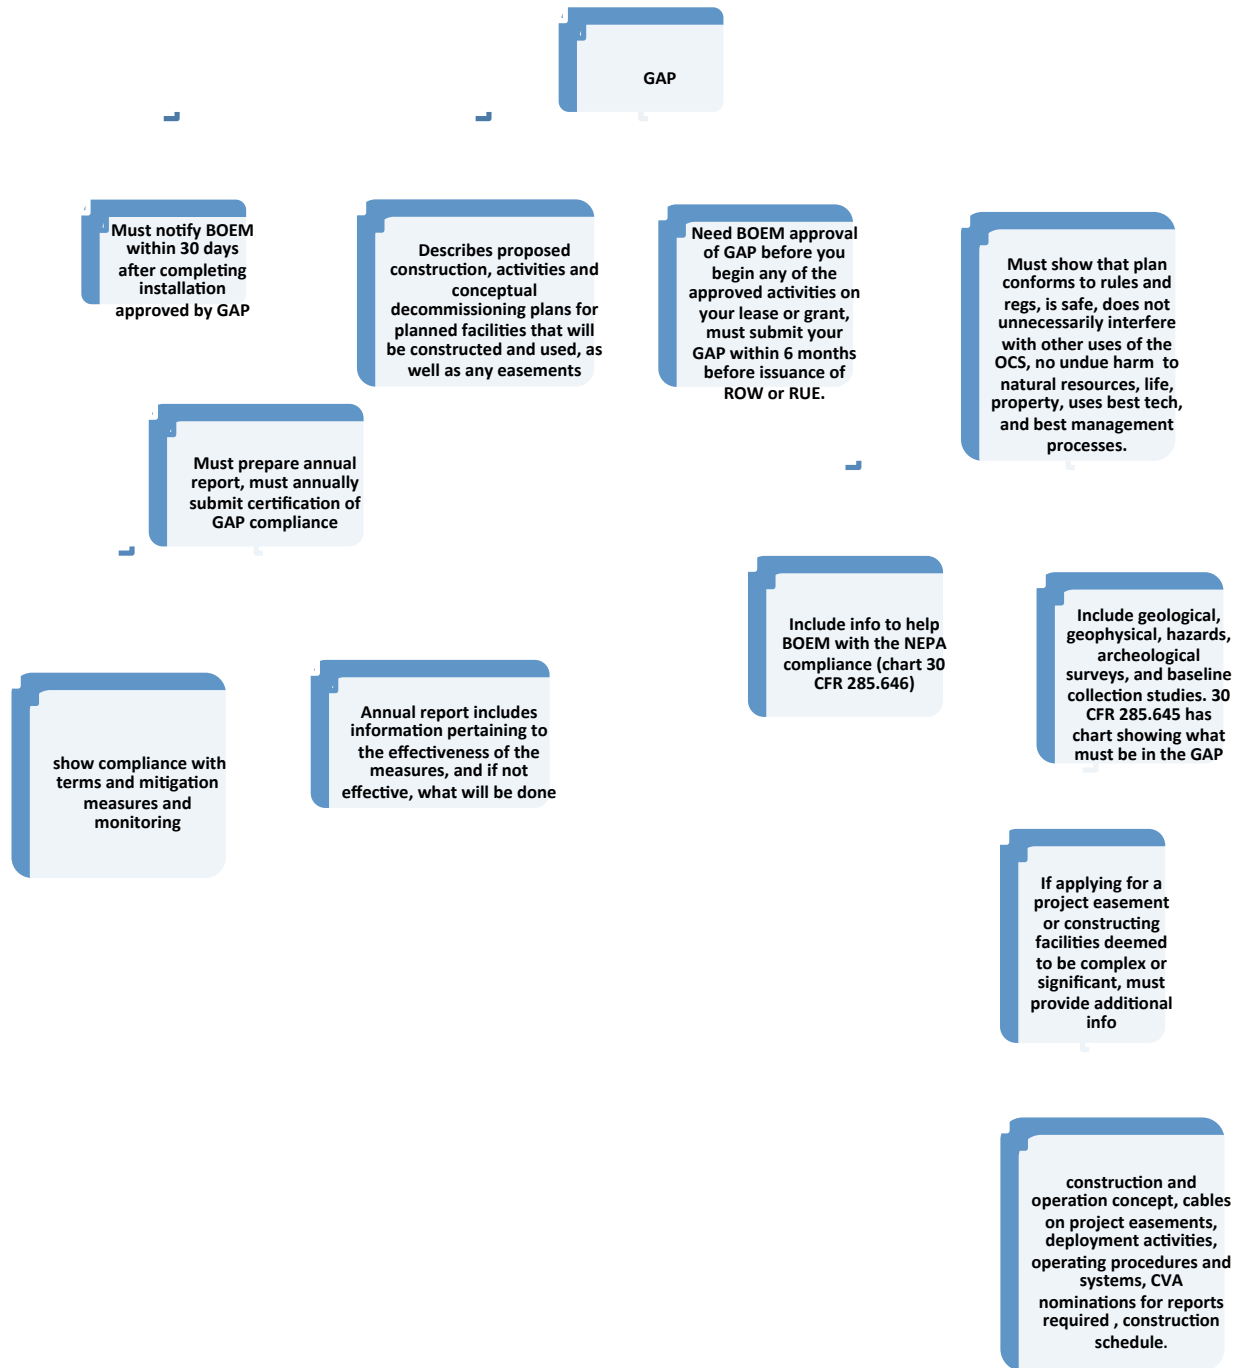 GAP
Must notify BOEM
within 30 days
after completing
installation
approved by GAP
Describes proposed
construction, activities and
conceptual
decommissioning plans for
planned facilities that will
be constructed and used, as
well as any easements
Need BOEM approval
of GAP before you
begin any of the
approved activities on
your lease or grant,
must submit your
GAP within 6 months
before issuance of
ROW or RUE.
Must show that plan
conforms to rules and
regs, is safe, does not
unnecessarily interfere
with other uses of the
OCS, no undue harm to
natural resources, life,
property, uses best tech,
and best management
processes.
Must prepare annual
report, must annually
submit certification of
GAP compliance
Include info to help
BOEM with the NEPA
compliance (chart 30
CFR 285.646)
Include geological,
geophysical, hazards,
archeological
surveys, and baseline
collection studies. 30
CFR 285.645 has
chart showing what
must be in the GAP
show compliance with
terms and mitigation
measures and
monitoring
Annual report includes
information pertaining to
the effectiveness of the
measures, and if not
effective, what will be done
If applying for a
project easement
or constructing
facilities deemed
to be complex or
significant, must
provide additional
info
construction and
operation concept, cables
on project easements,
deployment activities,
operating procedures and
systems, CVA
nominations for reports
required , construction
schedule.